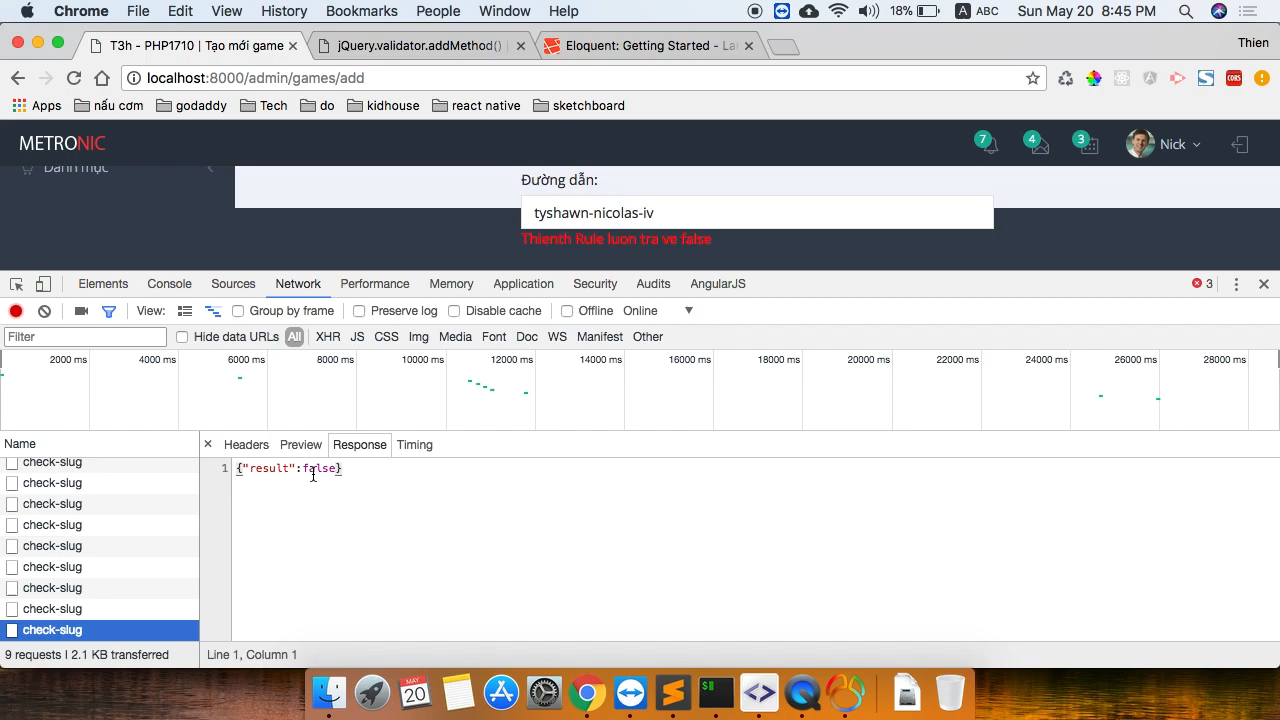 Chrome File Edit View History Bookmarks People Window Help 18% A ABC Sun May 20 8:45 PM
T3h - PHP1710 | Tạo mới game jQuery.validator.addMethod() Eloquent: Getting Started - La Thien
localhost:8000/admin/games/add CORS
Apps nấu cơm godaddy Tech do kidhouse react native sketchboard
METRONIC 7 4 3 Nick
Danh mục
Đường dẫn:
tyshawn-nicolas-iv
Thienth Rule luon tra ve false
Elements Console Sources Network Performance Memory Application Security Audits AngularJS 3
View: Group by frame Preserve log Disable cache Offline Online
Filter Hide data URLs All XHR JS CSS Img Media Font Doc WS Manifest Other
2000 ms 4000 ms 6000 ms 8000 ms 10000 ms 12000 ms 14000 ms 16000 ms 18000 ms 20000 ms 22000 ms 24000 ms 26000 ms 28000 ms
Name Headers Preview Response Timing
check-slug
1 {"result":false}
check-slug
check-slug
check-slug
check-slug
check-slug
check-slug
check-slug
check-slug
9 requests | 2.1 KB transferred Line 1, Column 1
MAY
20